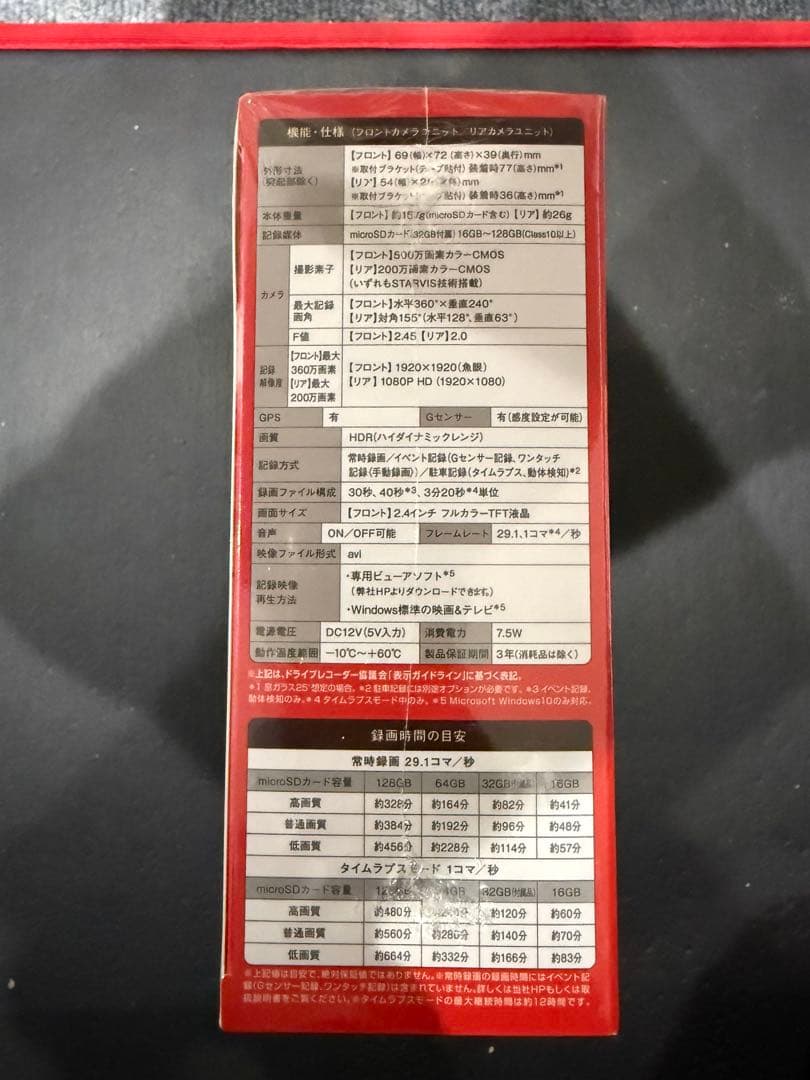 機能・仕様 (フロントカメラユニット、リアカメラユニット)
外形寸法
(突起部除く)
【フロント】69(幅)×72(高さ)×39(奥行)mm
※取付ブラケット(テープ貼付) 装着時77(高さ)mm*1
【リア】54(幅)× mm
※取付ブラケット(テープ貼付) 装着時36(高さ)mm*1
本体重量 【フロント】約 g(microSDカード含む)【リア】約26g
記録媒体 microSDカード(32GB付属)16GB〜128GB(Class10以上)
カメラ
撮影素子
【フロント】500万画素カラーCMOS
【リア】200万画素カラーCMOS
(いずれもSTARVIS技術搭載)
最大記録
画角
【フロント】水平360°×垂直240°
【リア】対角155°(水平128°、垂直63°)
F値 【フロント】2.45【リア】2.0
記録
解像度
【フロント】最大
360万画素
【リア】最大
200万画素
【フロント】1920×1920(魚眼)
【リア】1080P HD (1920×1080)
GPS 有 Gセンサー 有(感度設定が可能)
画質 HDR(ハイダイナミックレンジ)
記録方式
常時録画/イベント記録(Gセンサー記録、ワンタッチ
記録(手動録画))/駐車記録(タイムラプス、動体検知)*2
録画ファイル構成 30秒、40秒*3、3分20秒*4単位
画面サイズ 【フロント】2.4インチ フルカラーTFT液晶
音声 ON/OFF可能 フレームレート 29.1、1コマ*4/秒
映像ファイル形式 avi
記録映像
再生方法
・専用ビューアソフト*5
(弊社HPよりダウンロードできます。)
・Windows標準の映画&テレビ*5
電源電圧 DC12V(5V入力) 消費電力 7.5W
動作温度範囲 −10℃〜+60℃ 製品保証期間 3年(消耗品は除く)
※上記は、ドライブレコーダー協議会「表示ガイドライン」に基づく表記。
*1 窓ガラス25°想定の場合。*2 駐車記録には別途オプションが必要です。*3 イベント記録、
動体検知のみ。*4 タイムラプスモード中のみ。*5 Microsoft Windows10のみ対応。
録画時間の目安
常時録画 29.1コマ/秒
microSDカード容量 128GB 64GB 32GB(付属品) 16GB
高画質 約328分 約164分 約82分 約41分
普通画質 約384分 約192分 約96分 約48分
低画質 約456分 約228分 約114分 約57分
タイムラプスモード 1コマ/秒
microSDカード容量 128GB 64GB 32GB(付属品) 16GB
高画質 約480分 約120分 約60分
普通画質 約560分 約280分 約140分 約70分
低画質 約664分 約332分 約166分 約83分
※上記値は目安で、絶対保証値ではありません。※常時録画の録画時間にはイベント記
録(Gセンサー記録、ワンタッチ記録)は含まれていません。詳しくは当社HPもしくは取
扱説明書をご覧ください。※タイムラプスモードの最大継続時間は約12時間です。